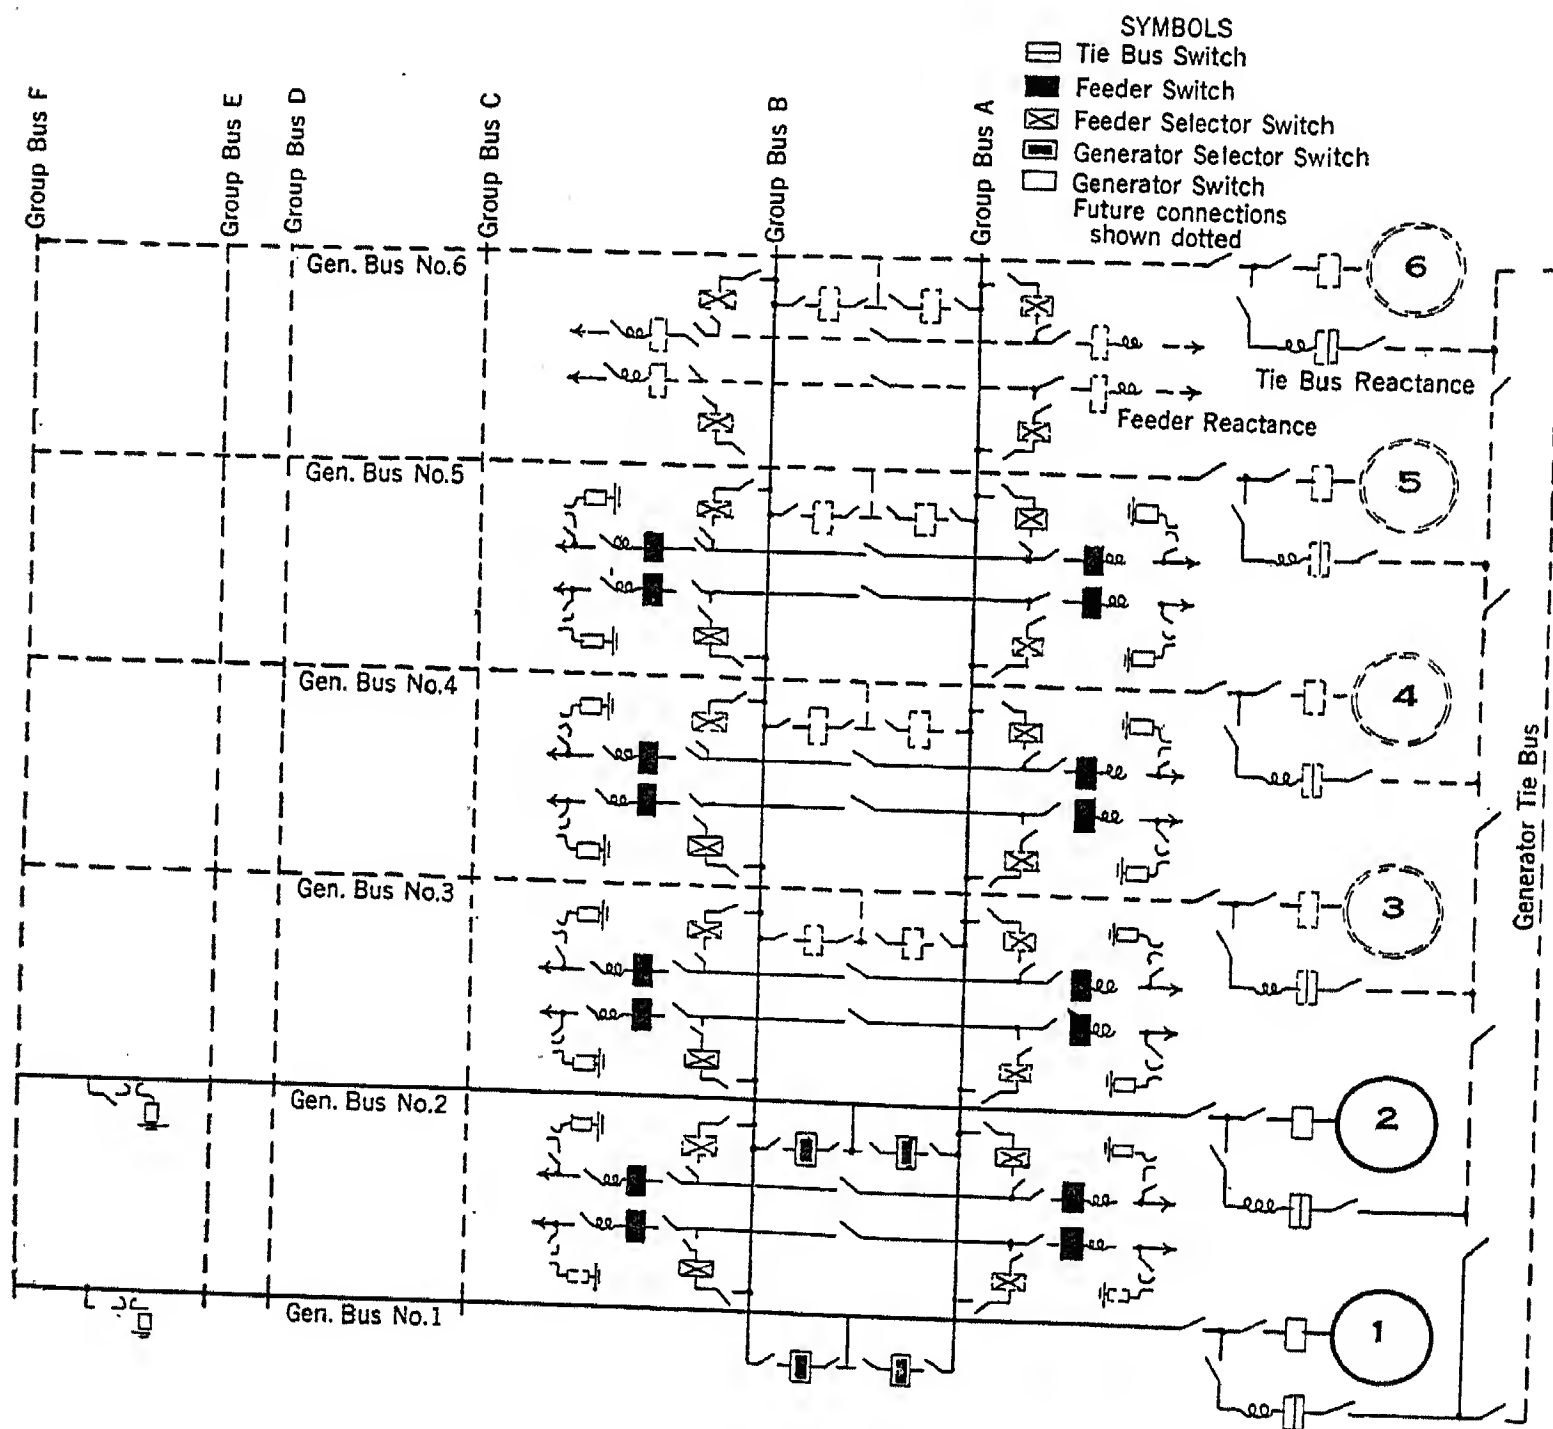 SYMBOLS
Tie Bus Switch
Feeder Switch
Feeder Selector Switch
Generator Selector Switch
Generator Switch
Future connections
shown dotted
Group Bus F
Group Bus E
Group Bus D
Group Bus C
Group Bus B
Group Bus A
Gen. Bus No.6
6
Tie Bus Reactance
Feeder Reactance
Gen. Bus No.5
5
Gen. Bus No.4
4
Generator Tie Bus
Gen. Bus No.3
3
Gen. Bus No.2
2
Gen. Bus No.1
1